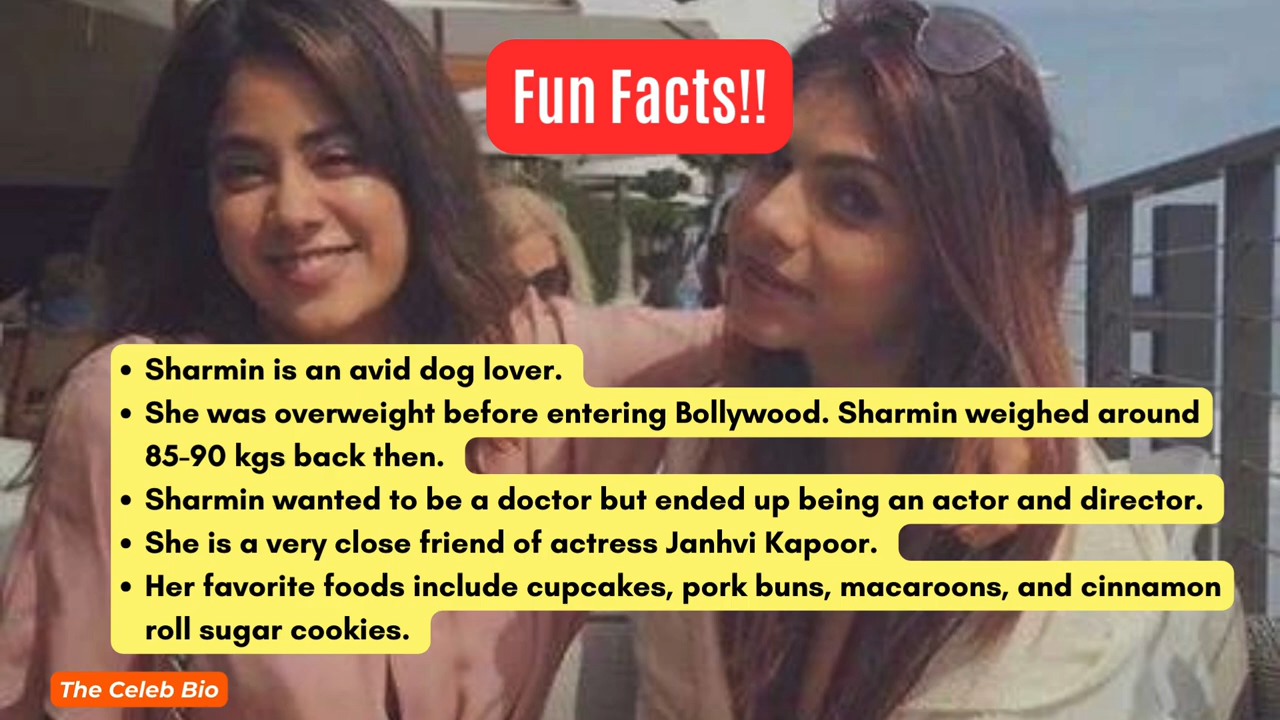 Fun Facts!!
• Sharmin is an avid dog lover.
• She was overweight before entering Bollywood. Sharmin weighed around
85-90 kgs back then.
• Sharmin wanted to be a doctor but ended up being an actor and director.
• She is a very close friend of actress Janhvi Kapoor.
• Her favorite foods include cupcakes, pork buns, macaroons, and cinnamon
roll sugar cookies.
The Celeb Bio